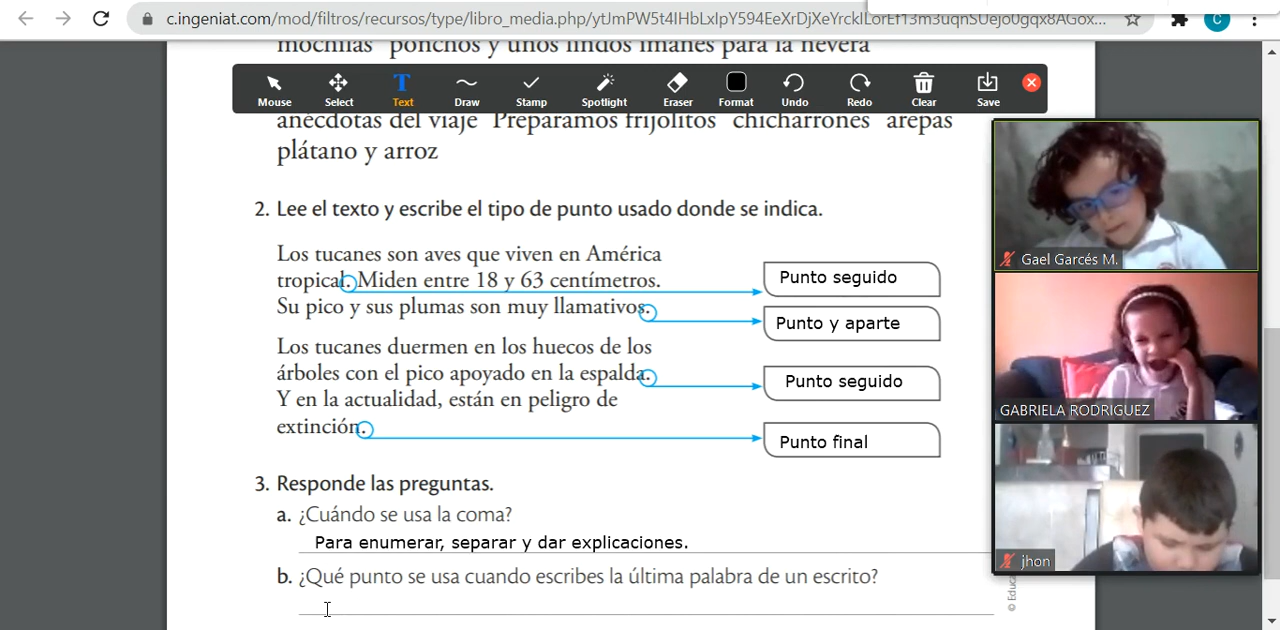 c.ingeniat.com/mod/filtros/recursos/type/libro_media.php/ytJmPW5t4IHbLxIpY594EeXrDjXeYrckILorEf13m3uqnSUejo0gqx8AGox...
C
mochilas ponchos y unos lindos imanes para la nevera
Mouse Select Text Draw Stamp Spotlight Eraser Format Undo Redo Clear Save
anécdotas del viaje Preparamos frijolitos chicharrones arepas
plátano y arroz
2. Lee el texto y escribe el tipo de punto usado donde se indica.
Los tucanes son aves que viven en América
tropical. Miden entre 18 y 63 centímetros.
Su pico y sus plumas son muy llamativos.
Los tucanes duermen en los huecos de los
árboles con el pico apoyado en la espalda.
Y en la actualidad, están en peligro de
extinción.
Punto seguido
Punto y aparte
Punto seguido
Punto final
3. Responde las preguntas.
a. ¿Cuándo se usa la coma?
Para enumerar, separar y dar explicaciones.
b. ¿Qué punto se usa cuando escribes la última palabra de un escrito?
© Educa
Gael Garcés M.
GABRIELA RODRIGUEZ
jhon